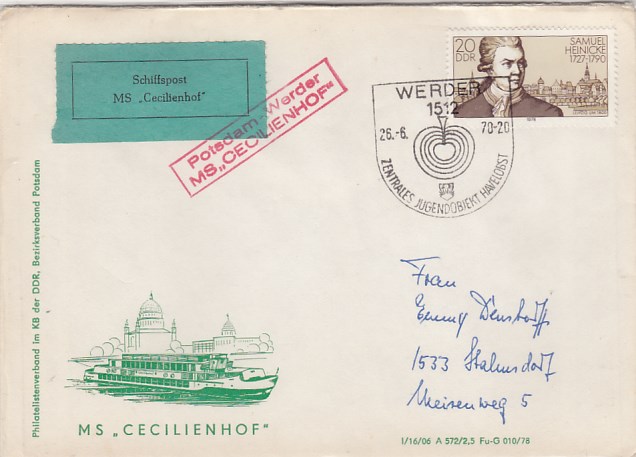 Schiffspost
MS „Cecilienhof"
Potsdam-Werder
MS „CECILIENHOF"
20
DDR
SAMUEL
HEINICKE
1727-1790
WERDER
1512
26.-6.
78-20
ZENTRALES JUGENDOBJEKT HAVELOBST
Philatelistenverband im KB der DDR, Bezirksverband Potsdam
Frau
1533 Stahnsdorf
Meisenweg 5
MS „CECILIENHOF"
I/16/06 A 572/2,5 Fu-G 010/78